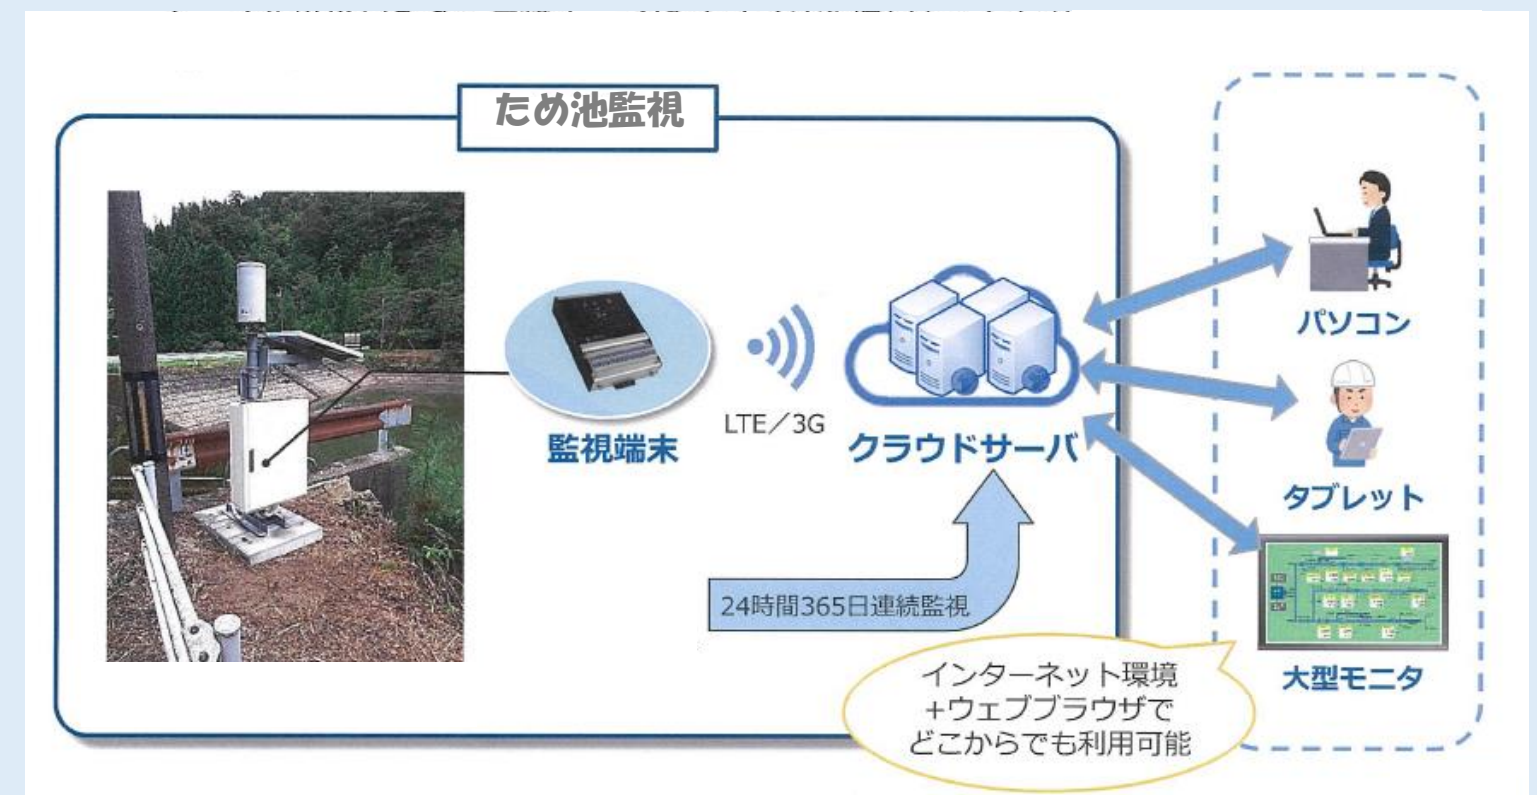 ため池監視
監視端末
LTE／3G
クラウドサーバ
24時間365日連続監視
パソコン
タブレット
大型モニタ
インターネット環境
+ウェブブラウザで
どこからでも利用可能